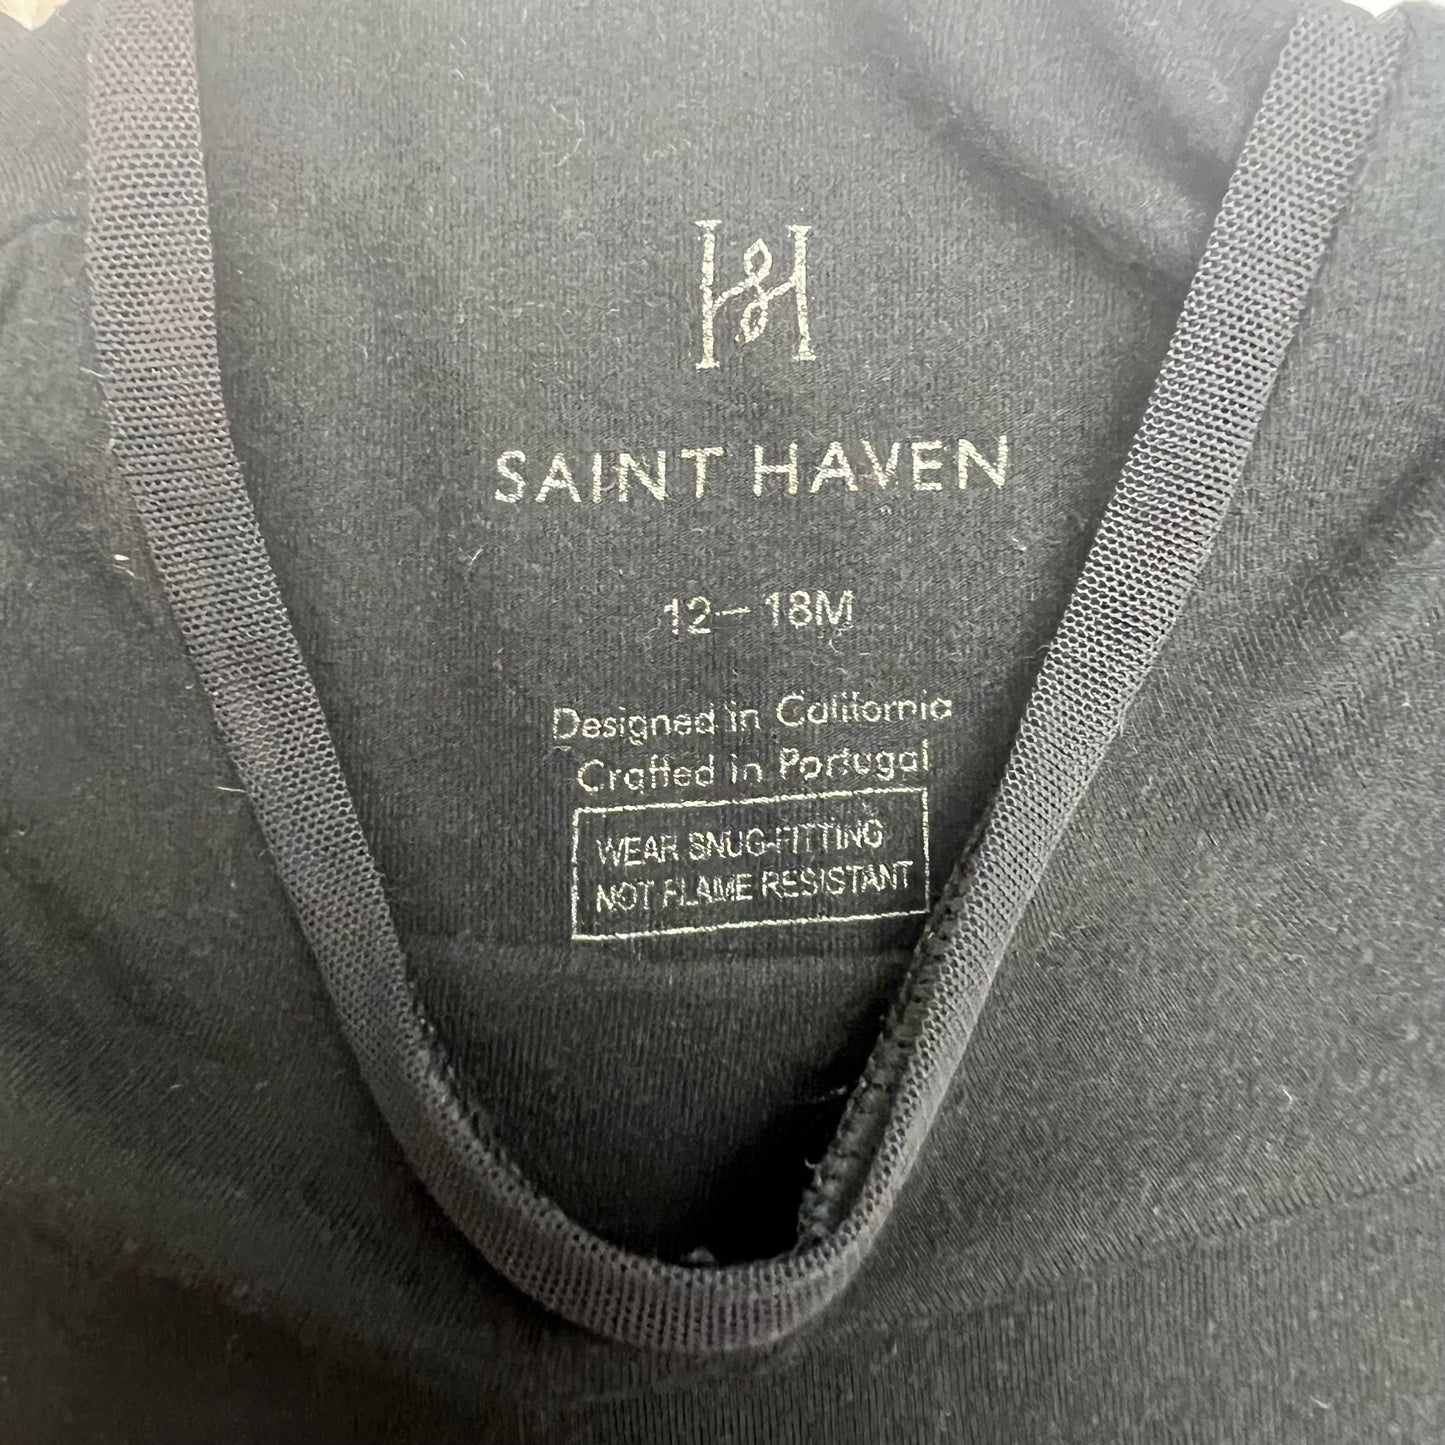 SAINT HAVEN
12-18M
Designed in California
Crafted in Portugal
WEAR SNUG-FITTING
NOT FLAME RESISTANT